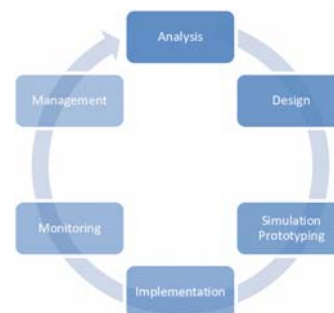 Analysis
Design
Simulation
Prototyping
Implementation
Monitoring
Management